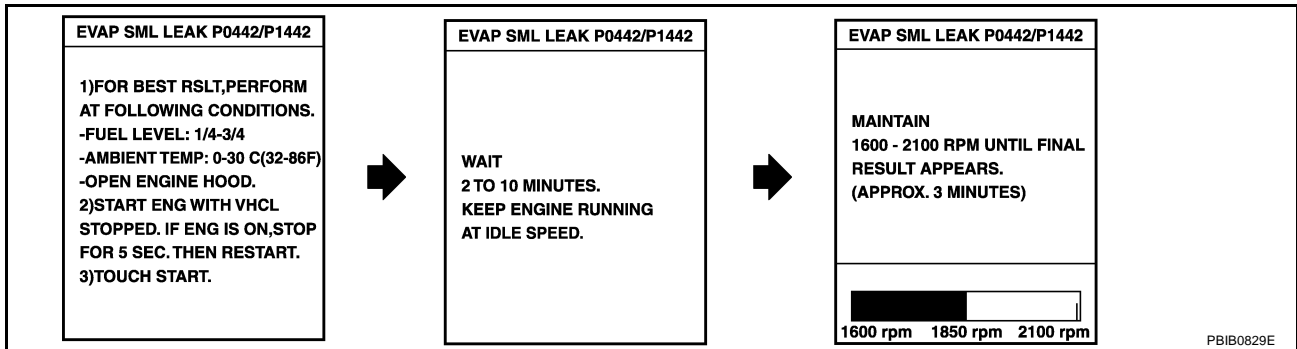 EVAP SML LEAK P0442/P1442
1)FOR BEST RSLT,PERFORM
AT FOLLOWING CONDITIONS.
-FUEL LEVEL: 1/4-3/4
-AMBIENT TEMP: 0-30 C(32-86F)
-OPEN ENGINE HOOD.
2)START ENG WITH VHCL
STOPPED. IF ENG IS ON,STOP
FOR 5 SEC. THEN RESTART.
3)TOUCH START.
EVAP SML LEAK P0442/P1442
WAIT
2 TO 10 MINUTES.
KEEP ENGINE RUNNING
AT IDLE SPEED.
EVAP SML LEAK P0442/P1442
MAINTAIN
1600 - 2100 RPM UNTIL FINAL
RESULT APPEARS.
(APPROX. 3 MINUTES)
1600 rpm 1850 rpm 2100 rpm
PBIB0829E